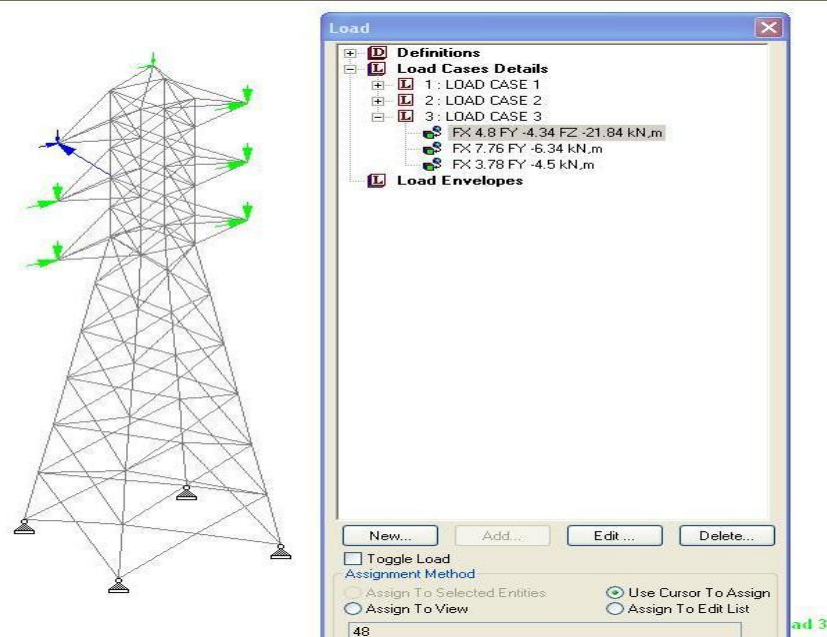 Load
Definitions
Load Cases Details
1 : LOAD CASE 1
2 : LOAD CASE 2
3 : LOAD CASE 3
FX 4.8 FY -4.34 FZ -21.84 kN,m
FX 7.76 FY -6.34 kN,m
FX 3.78 FY -4.5 kN,m
Load Envelopes
New... Add... Edit ... Delete...
Toggle Load
Assignment Method
Assign To Selected Entities Use Cursor To Assign
Assign To View Assign To Edit List
48
ad 3